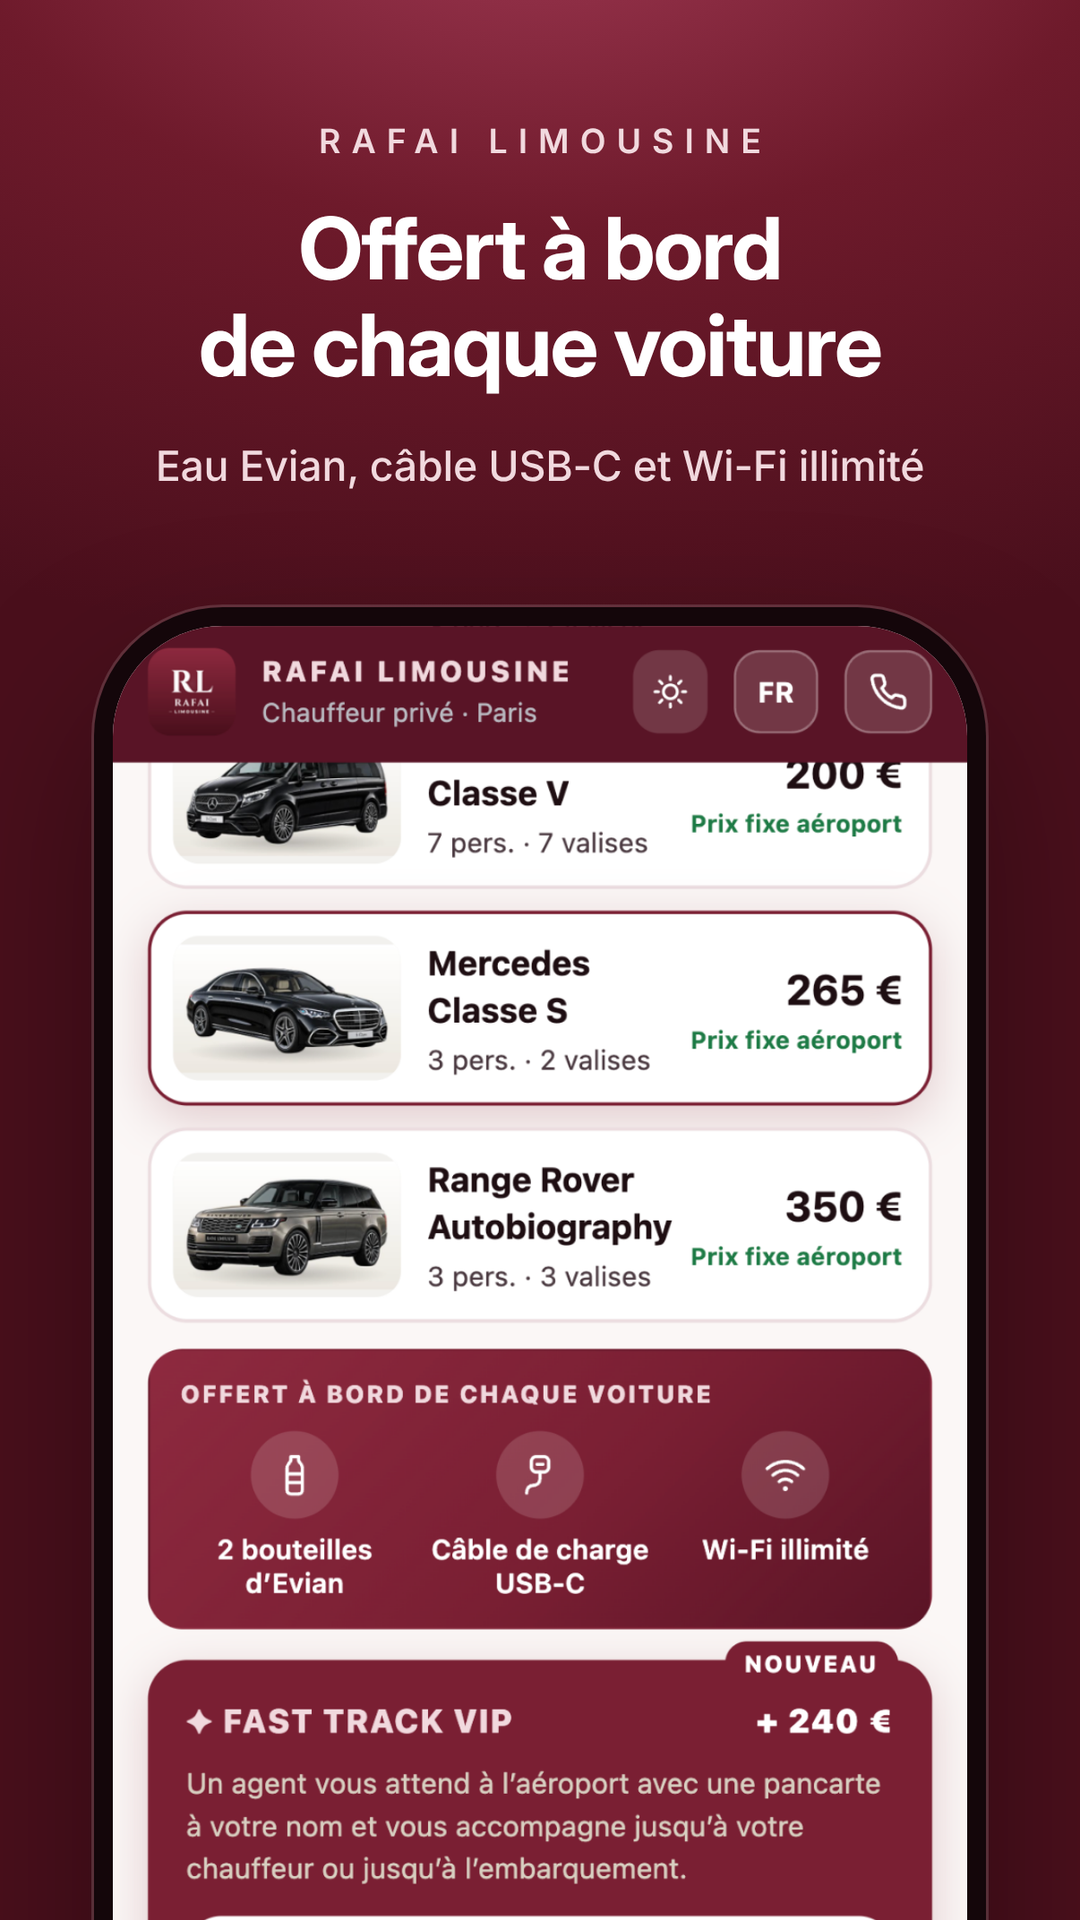 RAFAI LIMOUSINE
Offert à bord
de chaque voiture
Eau Evian, câble USB-C et Wi-Fi illimité
RL
RAFAI
LIMOUSINE
RAFAI LIMOUSINE
Chauffeur privé · Paris
FR
Classe V
7 pers. · 7 valises
200 €
Prix fixe aéroport
Mercedes
Classe S
3 pers. · 2 valises
265 €
Prix fixe aéroport
Range Rover
Autobiography
3 pers. · 3 valises
350 €
Prix fixe aéroport
OFFERT À BORD DE CHAQUE VOITURE
2 bouteilles
d’Evian
Câble de charge
USB-C
Wi-Fi illimité
NOUVEAU
✦ FAST TRACK VIP
+ 240 €
Un agent vous attend à l’aéroport avec une pancarte
à votre nom et vous accompagne jusqu’à votre
chauffeur ou jusqu’à l’embarquement.